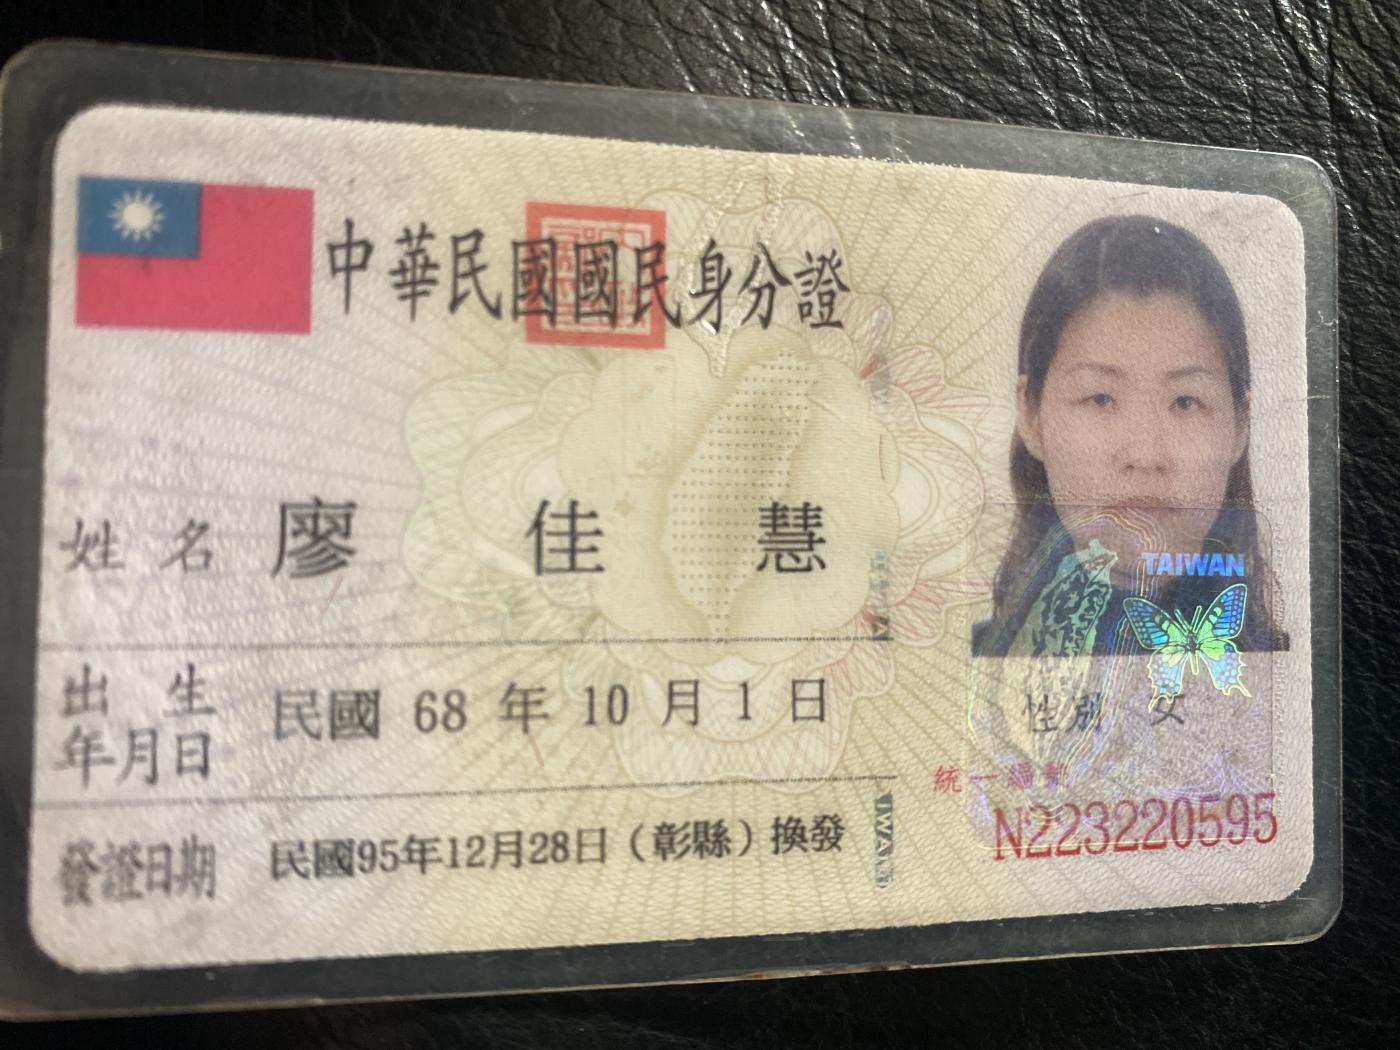 中華民國國民身分證
姓名 廖佳慧
出生年月日 民國 68 年 10 月 1 日
發證日期 民國95年12月28日（彰縣）換發
TAIWAN
性別 女
統一編號
N223220595